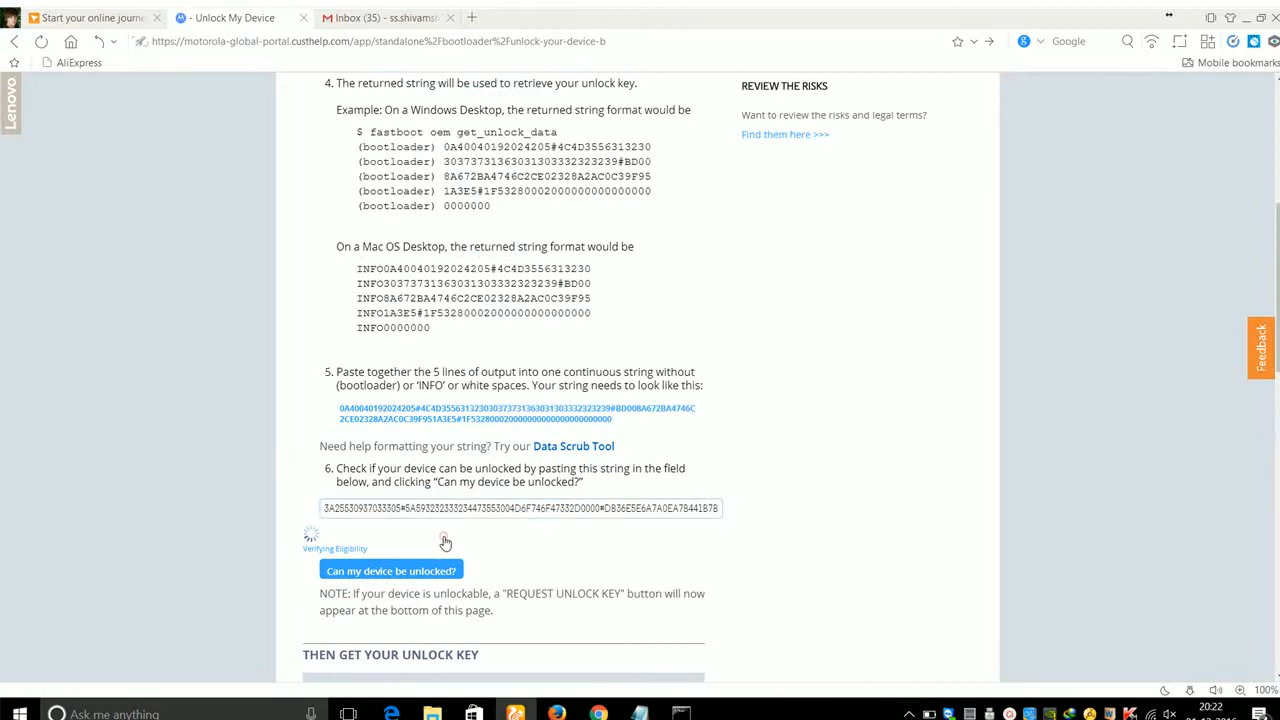 Start your online journe
- Unlock My Device
Inbox (35) - ss.shivamsh
https://motorola-global-portal.custhelp.com/app/standalone%2Fbootloader%2Funlock-your-device-b
Google
AliExpress
Mobile bookmarks
Lenovo
4. The returned string will be used to retrieve your unlock key.
Example: On a Windows Desktop, the returned string format would be
$ fastboot oem get_unlock_data
(bootloader) 0A40040192024205#4C4D3556313230
(bootloader) 30373731363031303332323239#BD00
(bootloader) 8A672BA4746C2CE02328A2AC0C39F95
(bootloader) 1A3E5#1F53280002000000000000000
(bootloader) 0000000
On a Mac OS Desktop, the returned string format would be
INFO0A40040192024205#4C4D3556313230
INFO30373731363031303332323239#BD00
INFO8A672BA4746C2CE02328A2AC0C39F95
INFO1A3E5#1F53280002000000000000000
INFO0000000
5. Paste together the 5 lines of output into one continuous string without
(bootloader) or ‘INFO’ or white spaces. Your string needs to look like this:
0A40040192024205#4C4D355631323030373731363031303332323239#BD008A672BA4746C
2CE02328A2AC0C39F951A3E5#1F532800020000000000000000000000
Need help formatting your string? Try our Data Scrub Tool
6. Check if your device can be unlocked by pasting this string in the field
below, and clicking “Can my device be unlocked?”
3A25530937033305#5A593232333234473553004D6F746F47332D0000#DB36E5E6A7A0EA7B441B7B
Verifying Eligibility
Can my device be unlocked?
NOTE: If your device is unlockable, a "REQUEST UNLOCK KEY" button will now
appear at the bottom of this page.
THEN GET YOUR UNLOCK KEY
REVIEW THE RISKS
Want to review the risks and legal terms?
Find them here >>>
Feedback
100%
Ask me anything
20:22